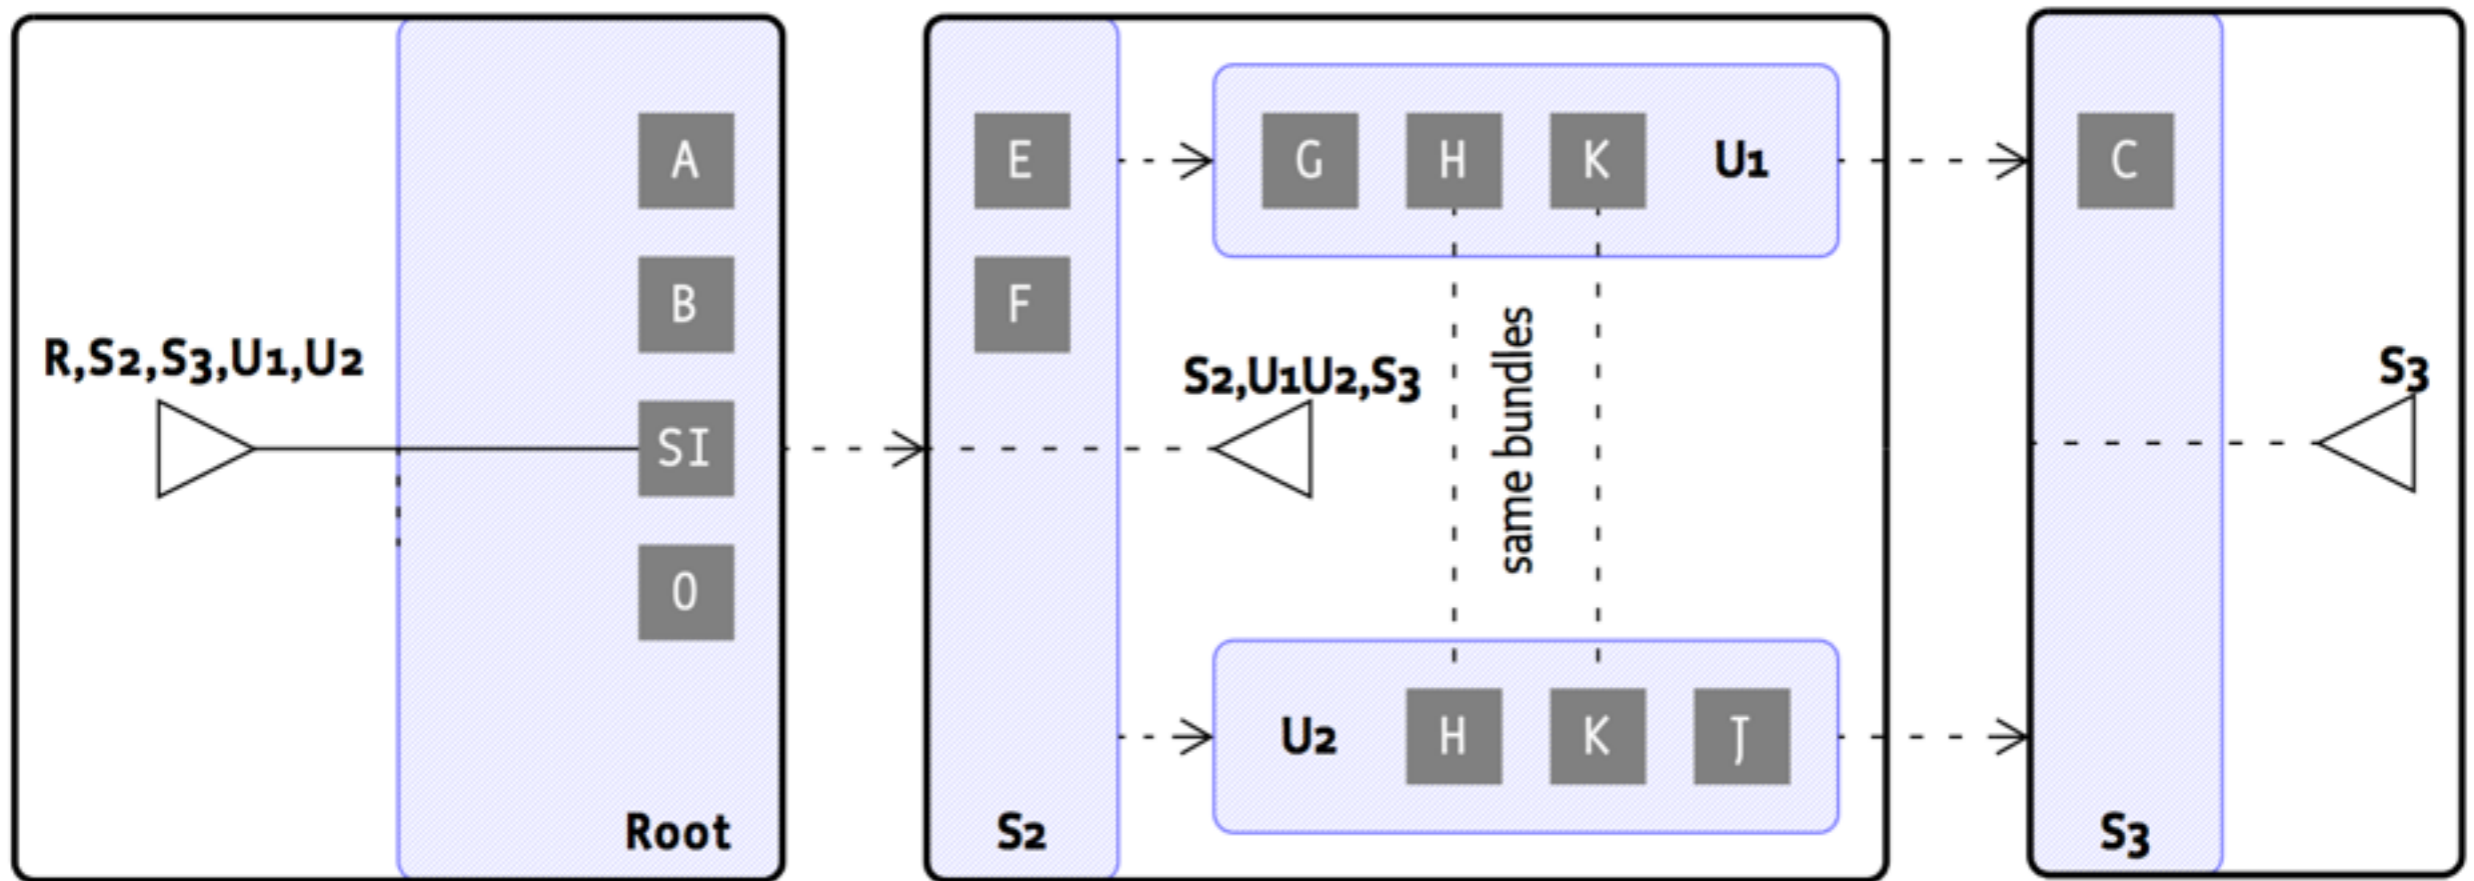 A
B
R,S2,S3,U1,U2
SI
O
Root
E
F
S2
G H K U1
S2,U1U2,S3
same bundles
U2 H K J
C
S3
S3